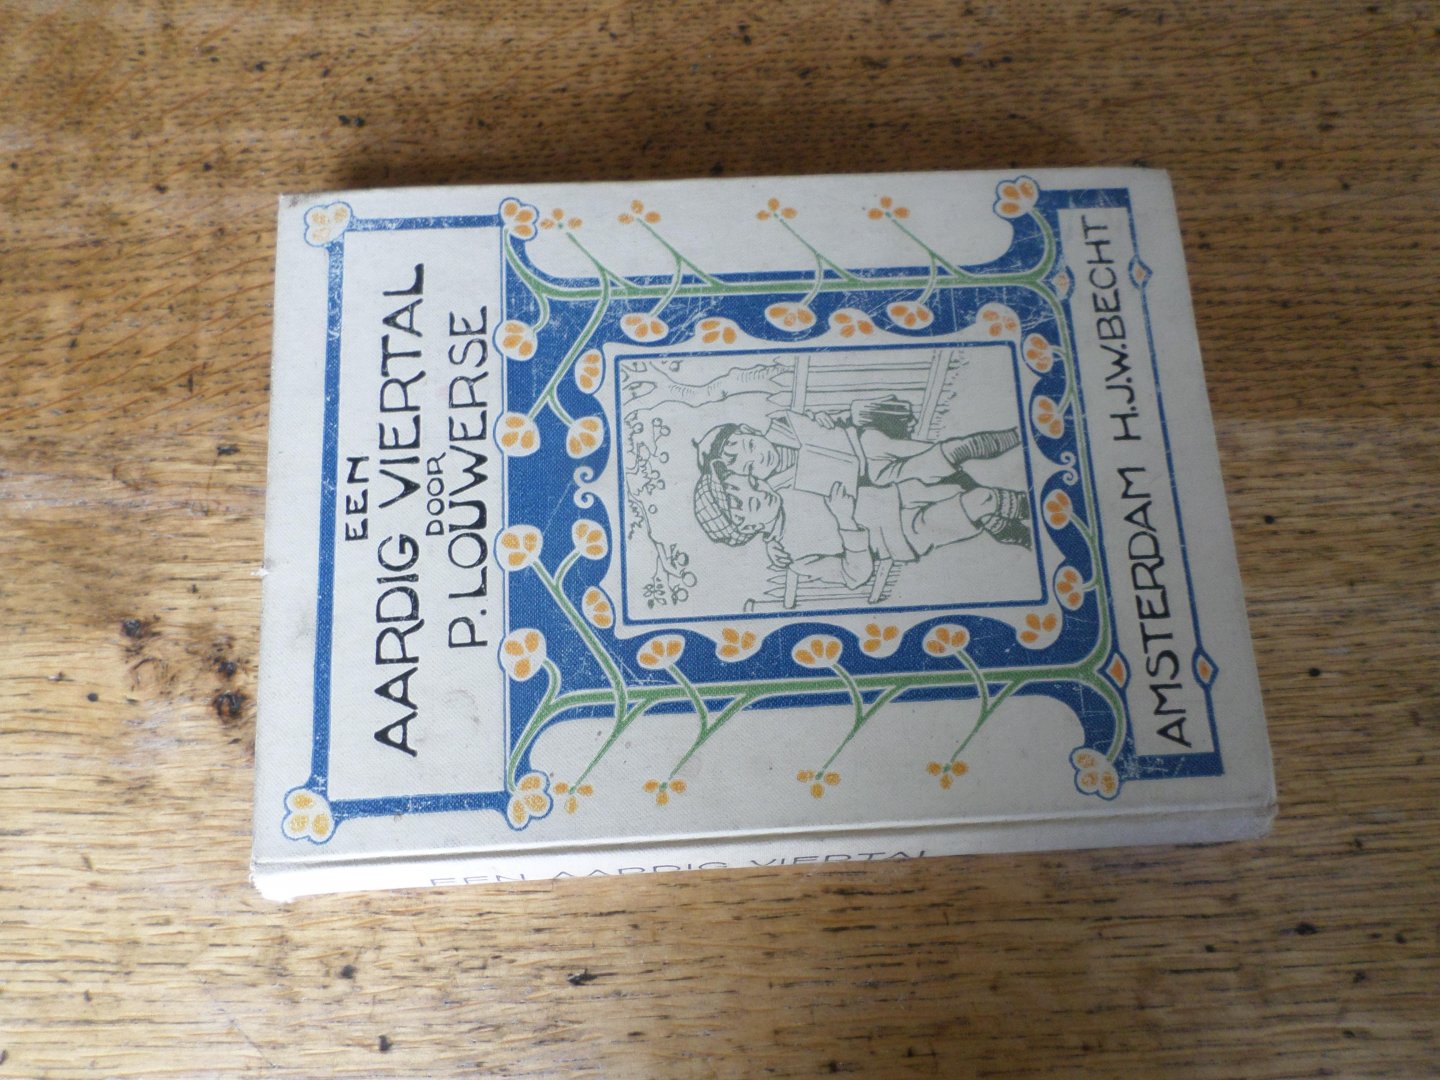 EEN
AARDIG VIERTAL
DOOR
P. LOUWERSE
AMSTERDAM H.J.W. BECHT
EEN AARDIG VIERTAL